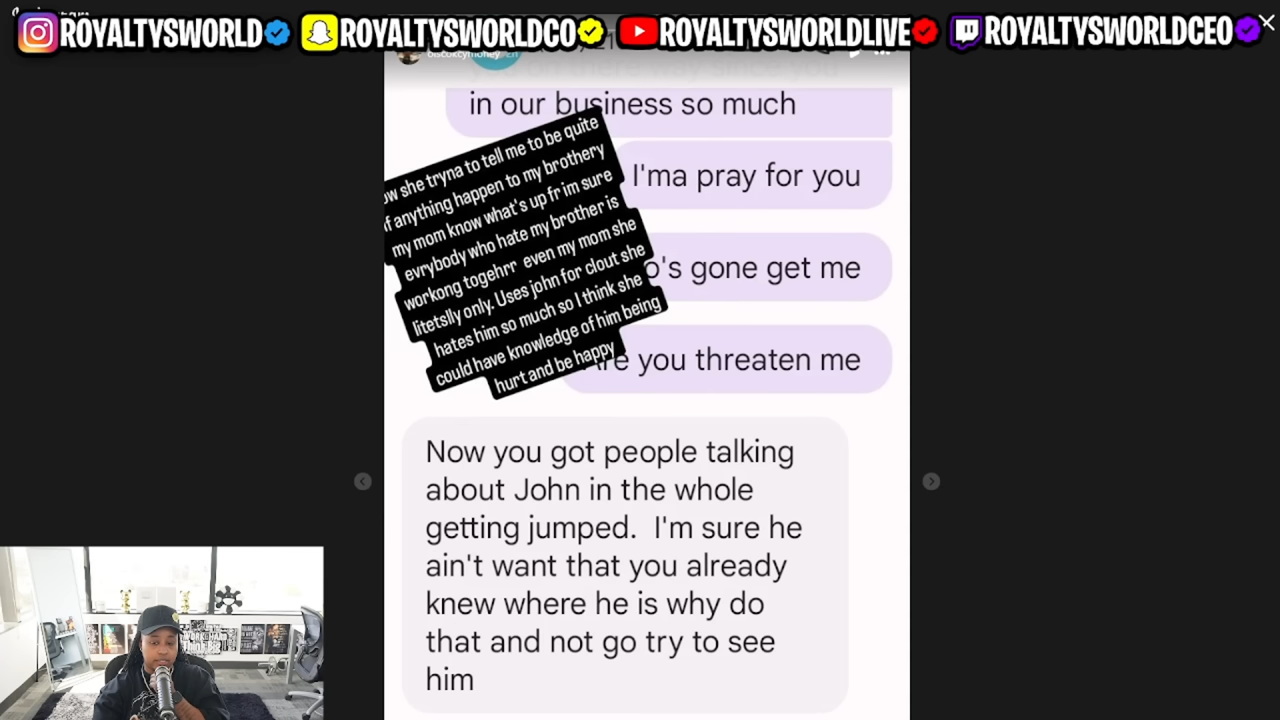 ROYALTYSWORLD ROYALTYSWORLDCO ROYALTYSWORLDLIVE ROYALTYSWORLDCEO
in our business so much
I'ma pray for you
o's gone get me
Are you threaten me
ow she tryna to tell me to be quite
if anything happen to my brothery
my mom know what's up fr im sure
evrybody who hate my brother is
workong togehrr even my mom she
litetslly only. Uses john for clout she
hates him so much so I think she
could have knowledge of him being
hurt and be happy
Now you got people talking
about John in the whole
getting jumped. I'm sure he
ain't want that you already
knew where he is why do
that and not go try to see
him